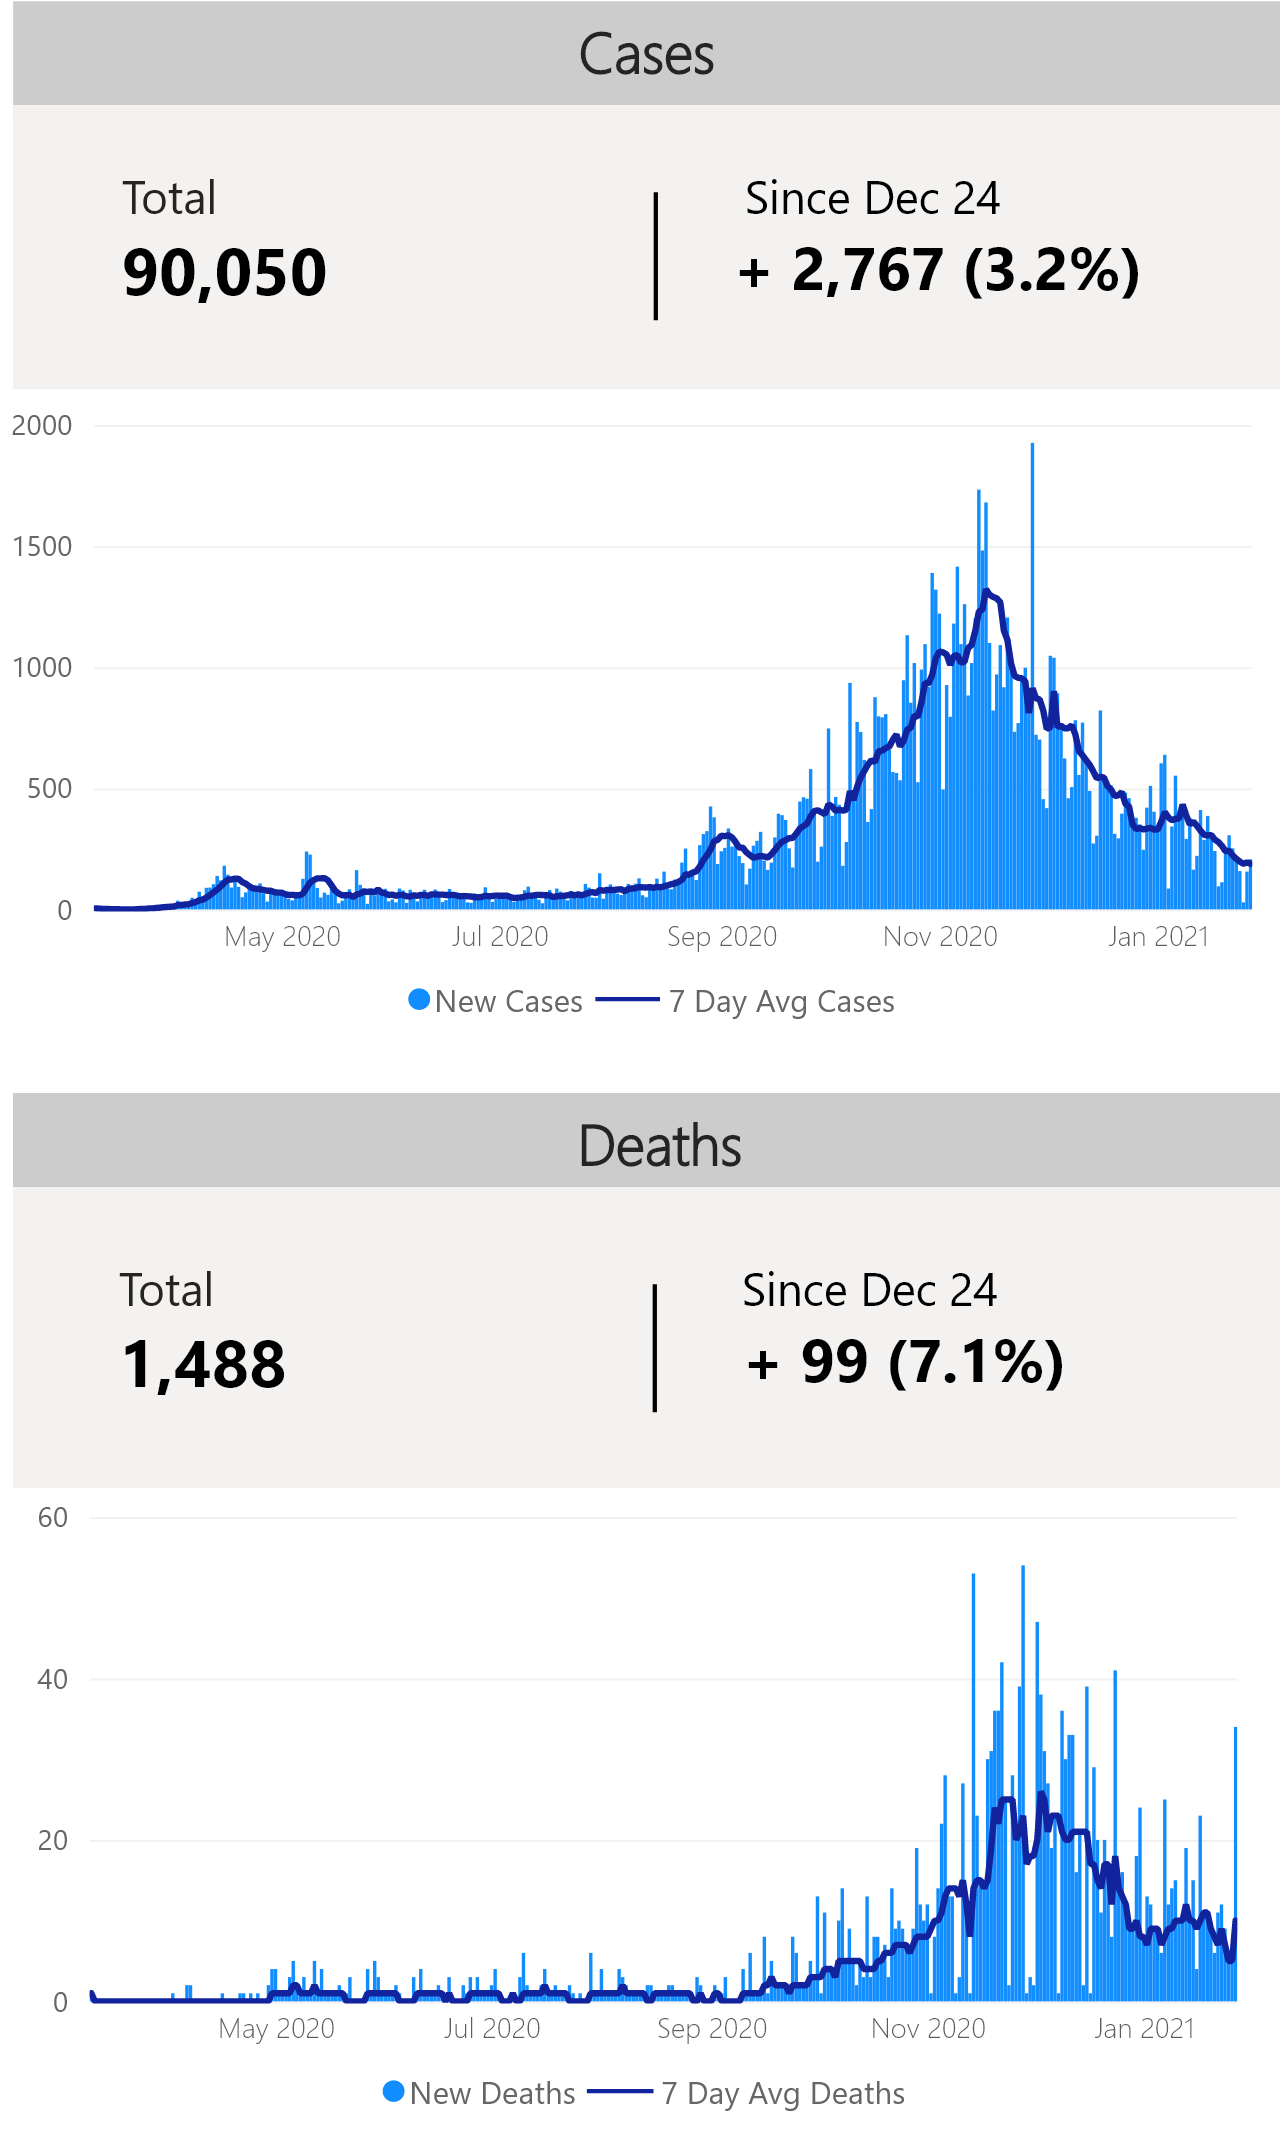 Cases
Total
Since Dec 24
90,050
+ 2,767 (3.2%)
2000
1500
1000
500
0
May 2020
Jul 2020
Sep 2020
Nov 2020
Jan 2021
New Cases
7 Day Avg Cases
Deaths
Total
Since Dec 24
1,488
+ 99 (7.1%)
60
40
20
0
May 2020
Jul 2020
Sep 2020
Nov 2020
Jan 2021
New Deaths
7 Day Avg Deaths